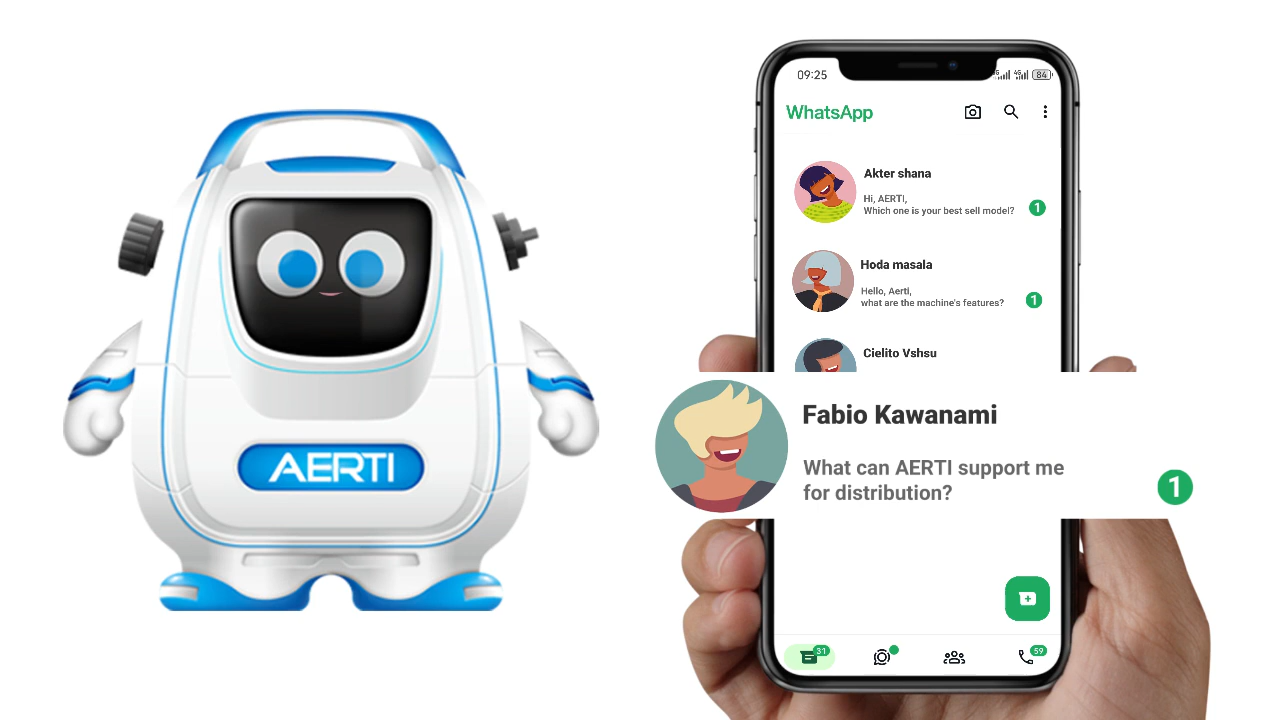 AERTI
09:25
4G
84
WhatsApp
Akter shana
Hi, AERTI,
Which one is your best sell model?
1
Hoda masala
Hello, Aerti,
what are the machine's features?
1
Cielito Vshsu
Fabio Kawanami
What can AERTI support me
for distribution?
1
31
59